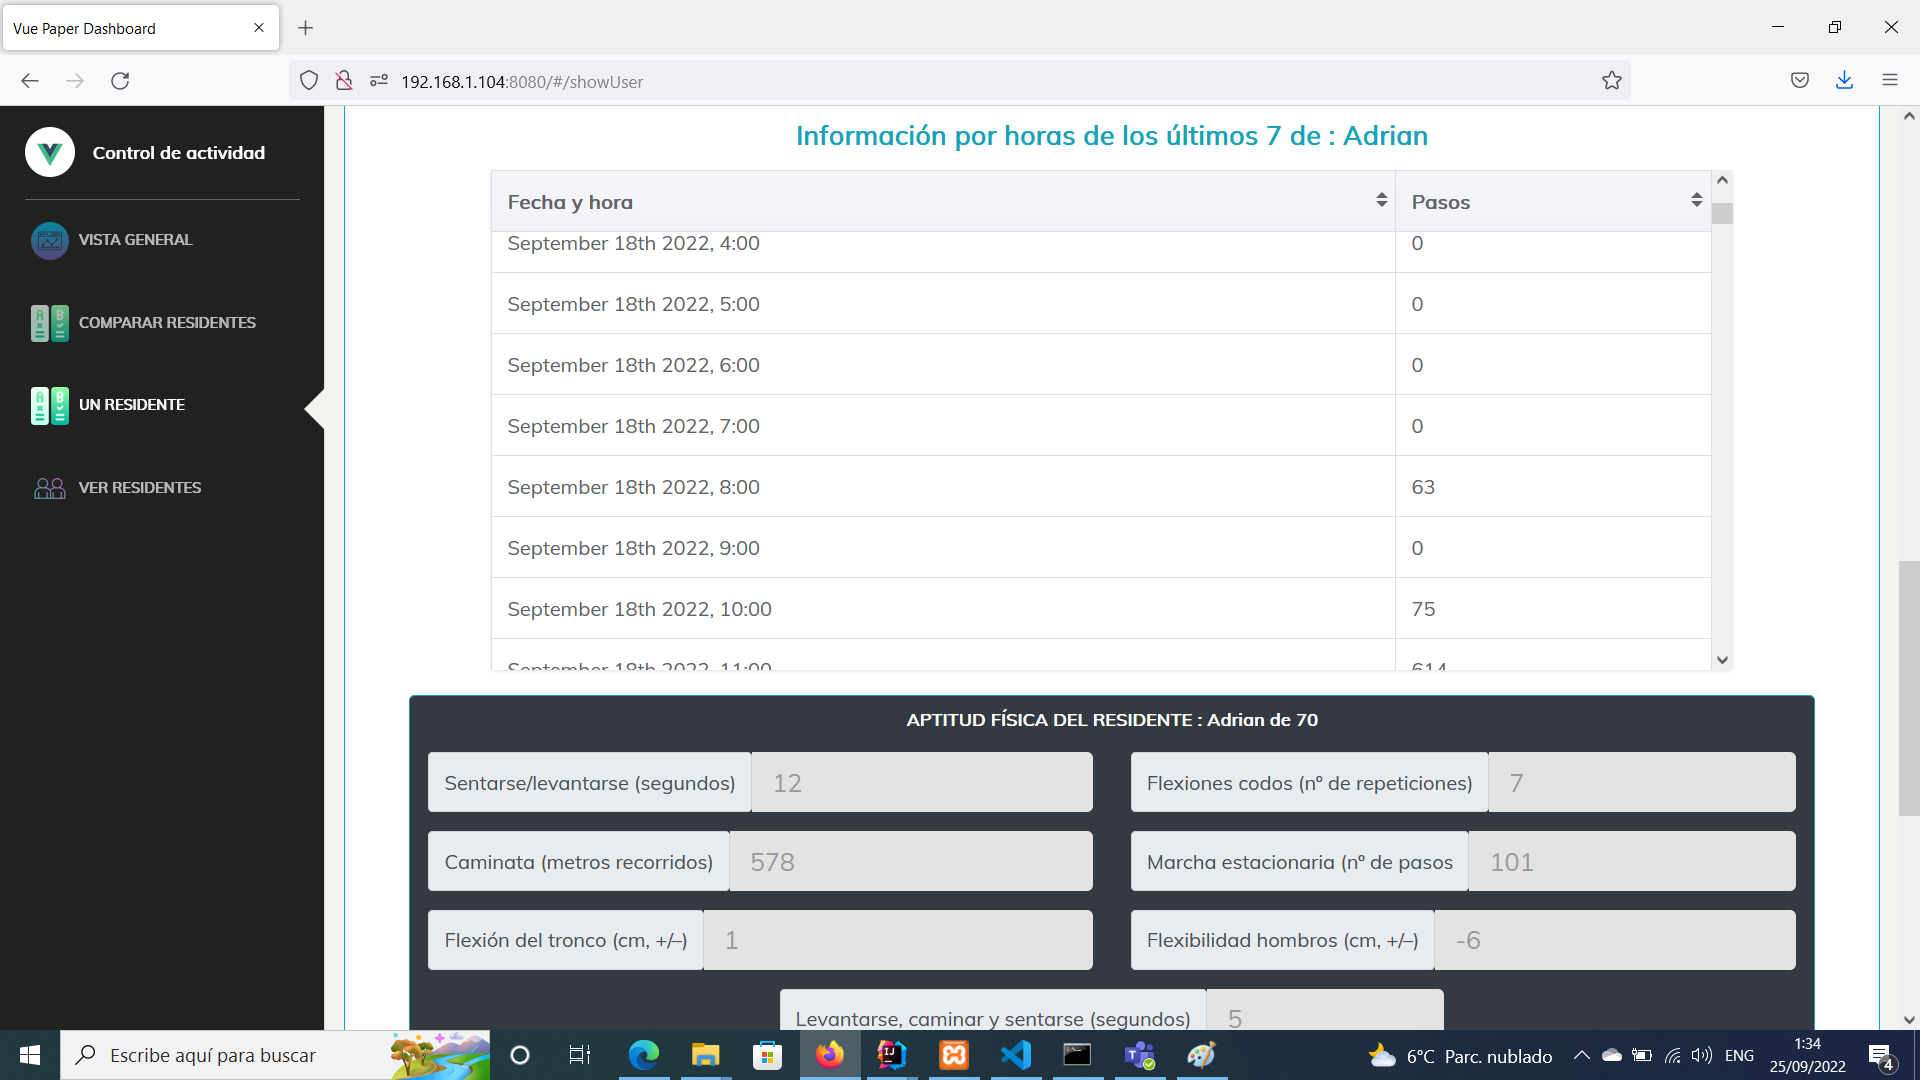 Vue Paper Dashboard
192.168.1.104:8080/#/showUser
Control de actividad
VISTA GENERAL
COMPARAR RESIDENTES
UN RESIDENTE
VER RESIDENTES
Información por horas de los últimos 7 de : Adrian
Fecha y hora Pasos
September 18th 2022, 4:00 0
September 18th 2022, 5:00 0
September 18th 2022, 6:00 0
September 18th 2022, 7:00 0
September 18th 2022, 8:00 63
September 18th 2022, 9:00 0
September 18th 2022, 10:00 75
September 18th 2022, 11:00 614
APTITUD FÍSICA DEL RESIDENTE : Adrian de 70
Sentarse/levantarse (segundos) 12 Flexiones codos (nº de repeticiones) 7
Caminata (metros recorridos) 578 Marcha estacionaria (nº de pasos 101
Flexión del tronco (cm, +/–) 1 Flexibilidad hombros (cm, +/–) -6
Levantarse, caminar y sentarse (segundos) 5
Escribe aquí para buscar
6°C Parc. nublado
ENG
1:34
25/09/2022
4